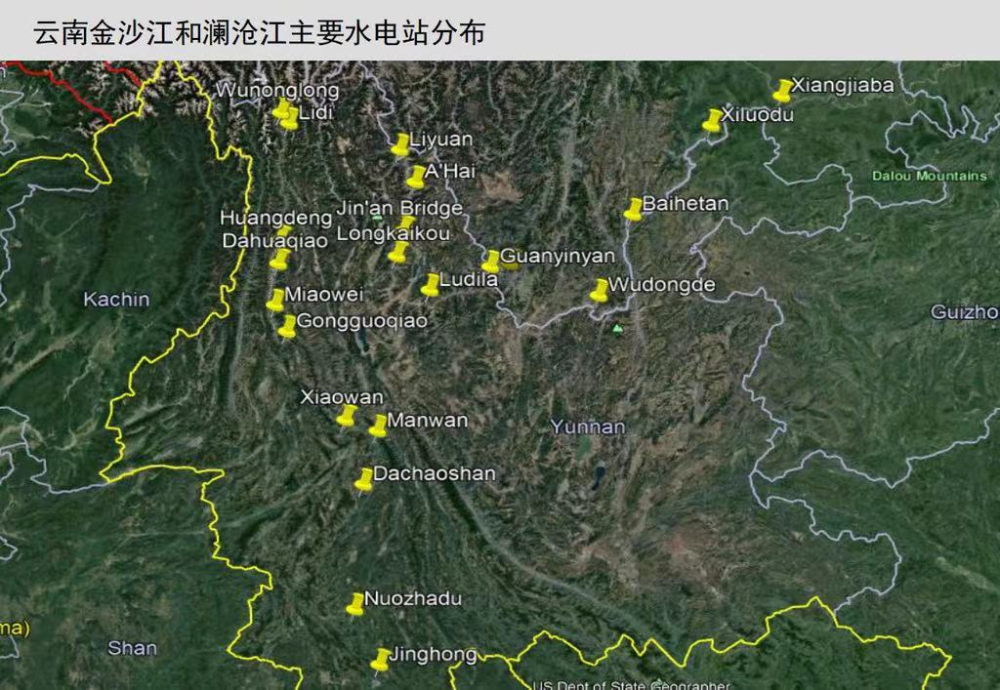 云南金沙江和澜沧江主要水电站分布
Xiangjiaba
Wunonglong
Lidi
Xiluodu
Liyuan
A'Hai
Dalou Mountains
Baihetan
Jin'an Bridge
Huangdeng
Longkaikou
Dahuaqiao
Guanyinyan
Ludila
Wudongde
Miaowei
Kachin
Guizho
Gongguoqiao
Xiaowan
Manwan
Yunnan
Dachaoshan
Nuozhadu
ma)
Shan
Jinghong
US Dept of State Geographer